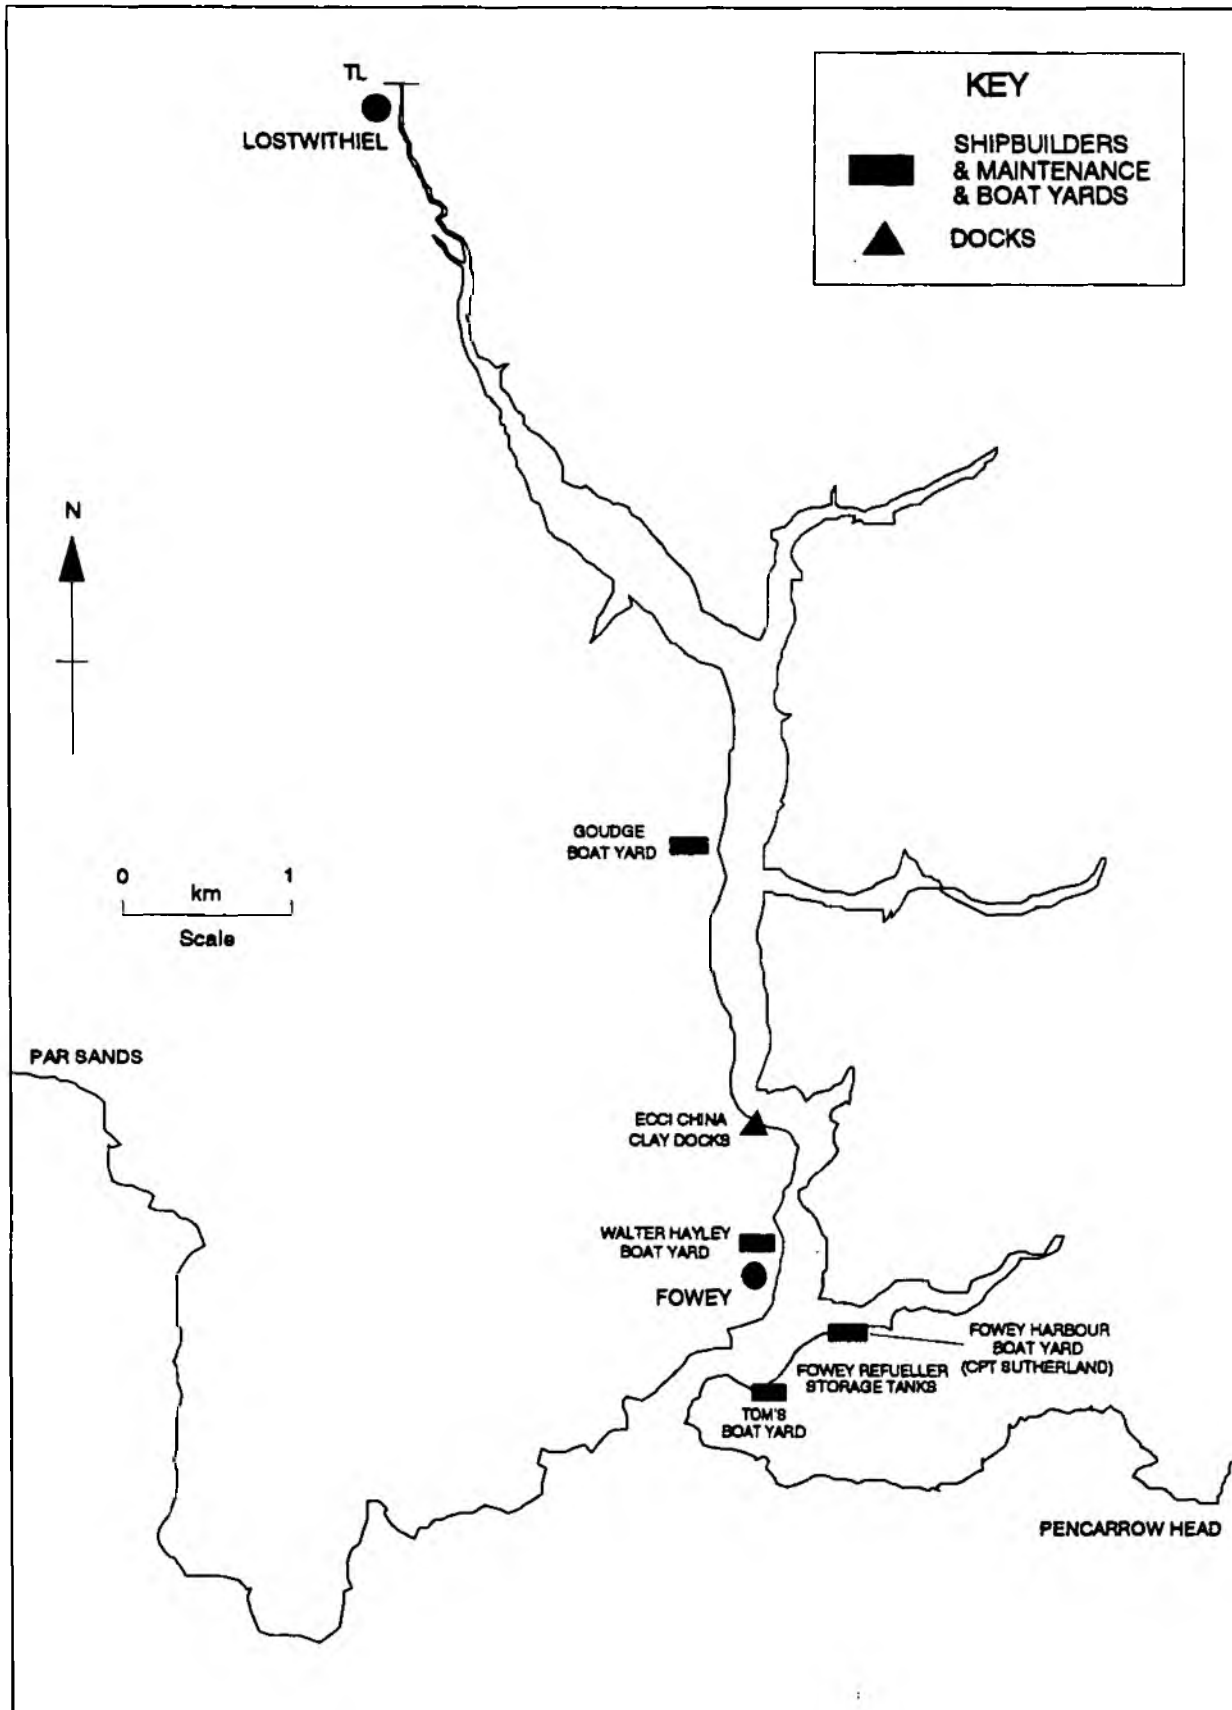 TL
LOSTWITHIEL
KEY
SHIPBUILDERS
& MAINTENANCE
& BOAT YARDS
DOCKS
N
GOUDGE
BOAT YARD
0 1
km
Scale
PAR SANDS
ECCI CHINA
CLAY DOCKS
WALTER HAYLEY
BOAT YARD
FOWEY
FOWEY HARBOUR
BOAT YARD
(CPT SUTHERLAND)
FOWEY REFUELLER
STORAGE TANKS
TOM'S
BOAT YARD
PENCARROW HEAD